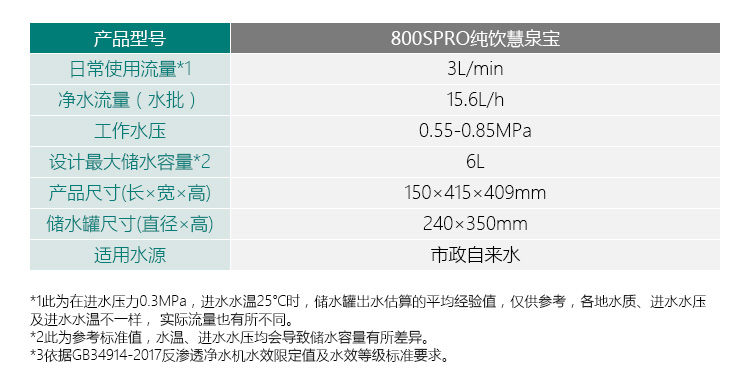 产品型号 800SPRO纯饮慧泉宝
日常使用流量*1 3L/min
净水流量（水批） 15.6L/h
工作水压 0.55-0.85MPa
设计最大储水容量*2 6L
产品尺寸(长×宽×高) 150×415×409mm
储水罐尺寸(直径×高) 240×350mm
适用水源 市政自来水
*1此为在进水压力0.3MPa，进水水温25℃时，储水罐出水估算的平均经验值，仅供参考，各地水质、进水水压
及进水水温不一样， 实际流量也有所不同。
*2此为参考标准值，水温、进水水压均会导致储水容量有所差异。
*3依据GB34914-2017反渗透净水机水效限定值及水效等级标准要求。